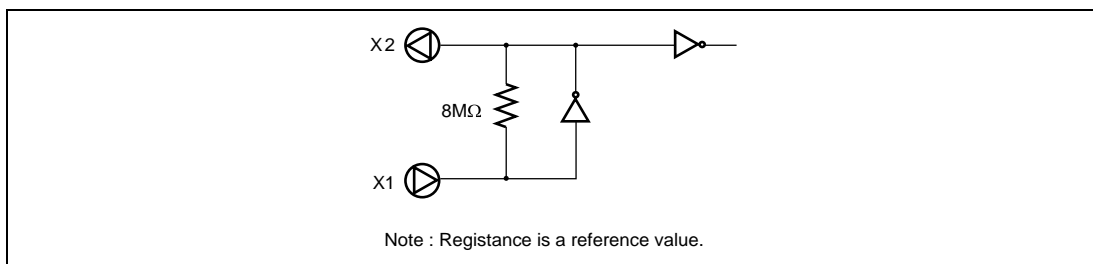 X2
8MΩ
X1
Note : Registance is a reference value.